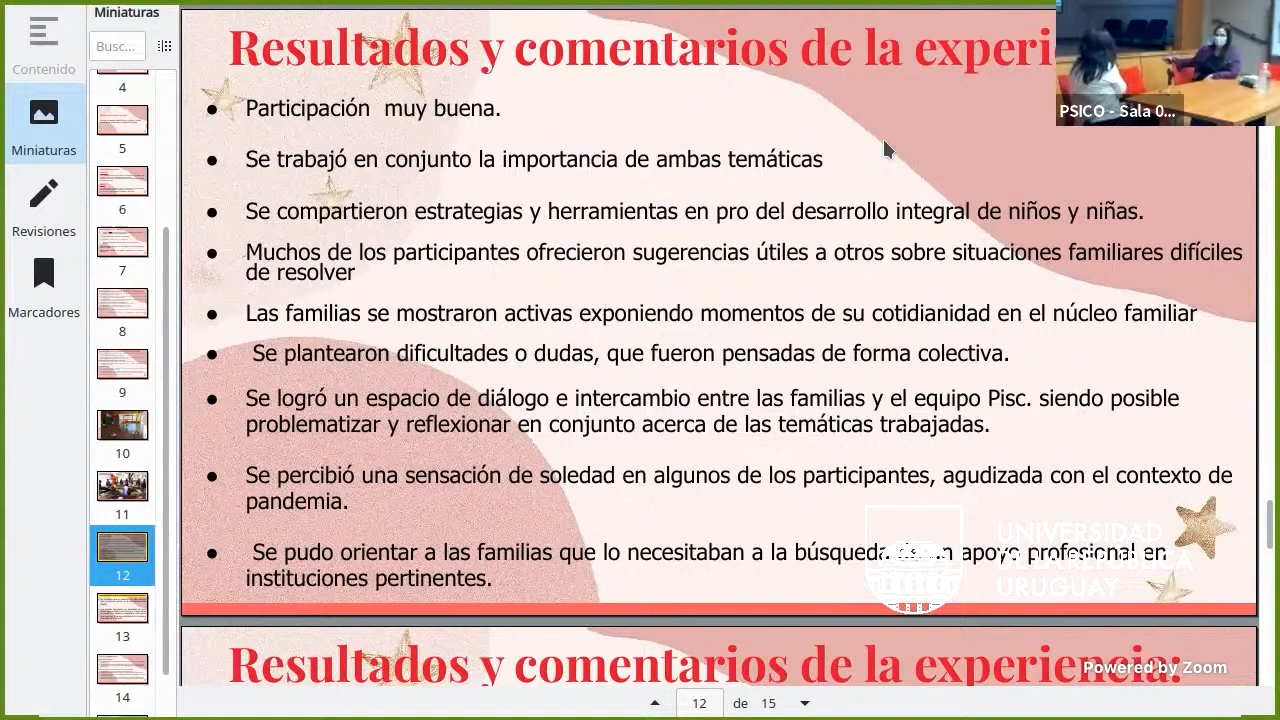 Miniaturas
Contenido
Busc...
Miniaturas
Revisiones
Marcadores
4
5
6
7
8
9
10
11
12
13
14
Resultados y comentarios de la experi
PSICO - Sala 0...
● Participación muy buena.
● Se trabajó en conjunto la importancia de ambas temáticas
● Se compartieron estrategias y herramientas en pro del desarrollo integral de niños y niñas.
● Muchos de los participantes ofrecieron sugerencias útiles a otros sobre situaciones familiares difíciles
de resolver
● Las familias se mostraron activas exponiendo momentos de su cotidianidad en el núcleo familiar
● Se plantearon dificultades o dudas, que fueron pensadas de forma colectiva.
● Se logró un espacio de diálogo e intercambio entre las familias y el equipo Pisc. siendo posible
problematizar y reflexionar en conjunto acerca de las temáticas trabajadas.
● Se percibió una sensación de soledad en algunos de los participantes, agudizada con el contexto de
pandemia.
● Se pudo orientar a las familias que lo necesitaban a la búsqueda apoyo profesional en
instituciones pertinentes.
UNIVERSIDAD
DE LA REPÚBLICA
URUGUAY
Resultados y comentarios de la experiencia:
Powered by Zoom
12 de 15